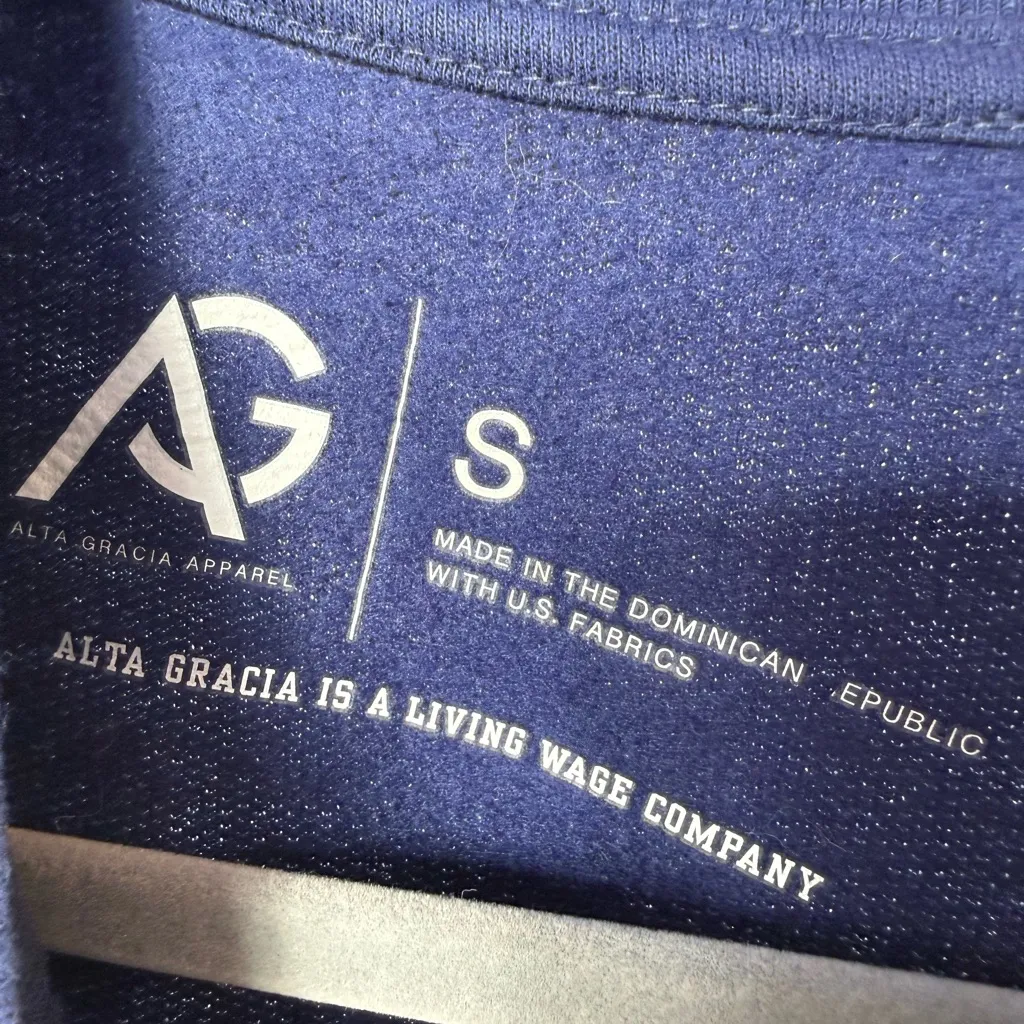 AG
ALTA GRACIA APPAREL
S
MADE IN THE DOMINICAN EPUBLIC
WITH U.S. FABRICS
ALTA GRACIA IS A LIVING WAGE COMPANY